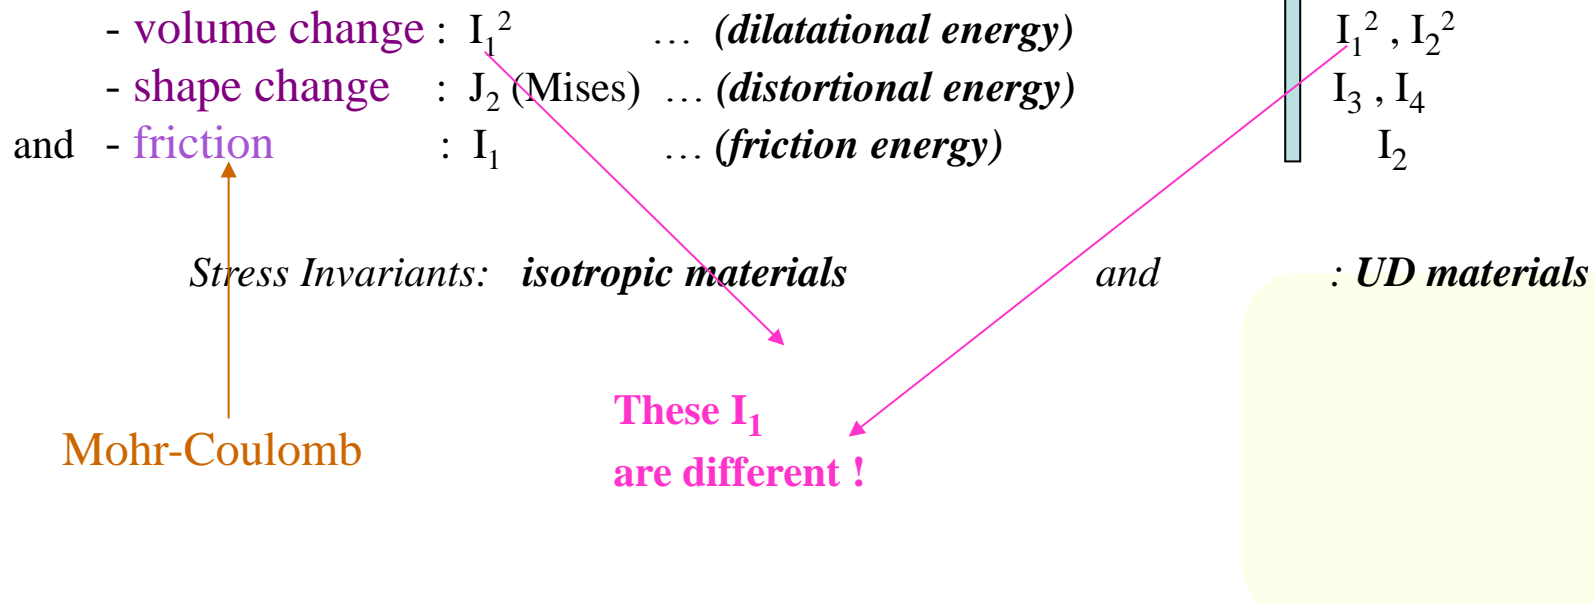 - volume change : I₁² … (dilatational energy) I₁² , I₂²
- shape change : J₂ (Mises) … (distortional energy) I₃ , I₄
and - friction : I₁ … (friction energy) I₂
Stress Invariants: isotropic materials and : UD materials
These I₁
are different !
Mohr-Coulomb